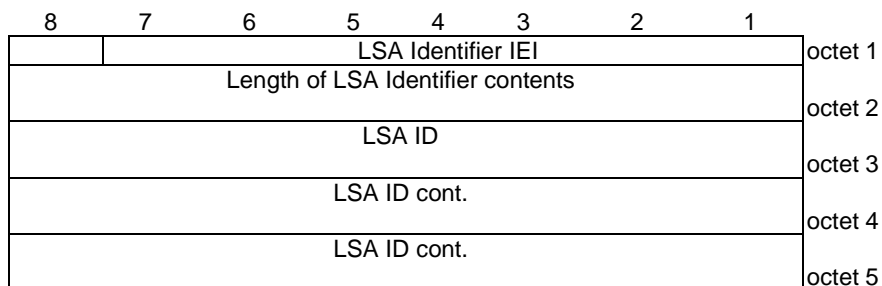 8 7 6 5 4 3 2 1
LSA Identifier IEI octet 1
Length of LSA Identifier contents
octet 2
LSA ID
octet 3
LSA ID cont.
octet 4
LSA ID cont.
octet 5